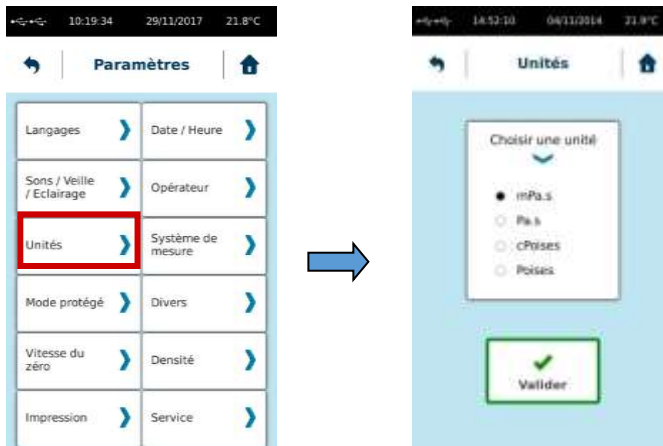 10:19:34 29/11/2017 21.8°C
Paramètres
Langages
Date / Heure
Sons / Veille
/ Eclairage
Opérateur
Unités
Système de
mesure
Mode protégé
Divers
Vitesse du
zéro
Densité
Impression
Service
14:52:10 04/11/2014 21.9°C
Unités
Choisir une unité
mPa.s
Pa.s
cPoises
Poises
Valider